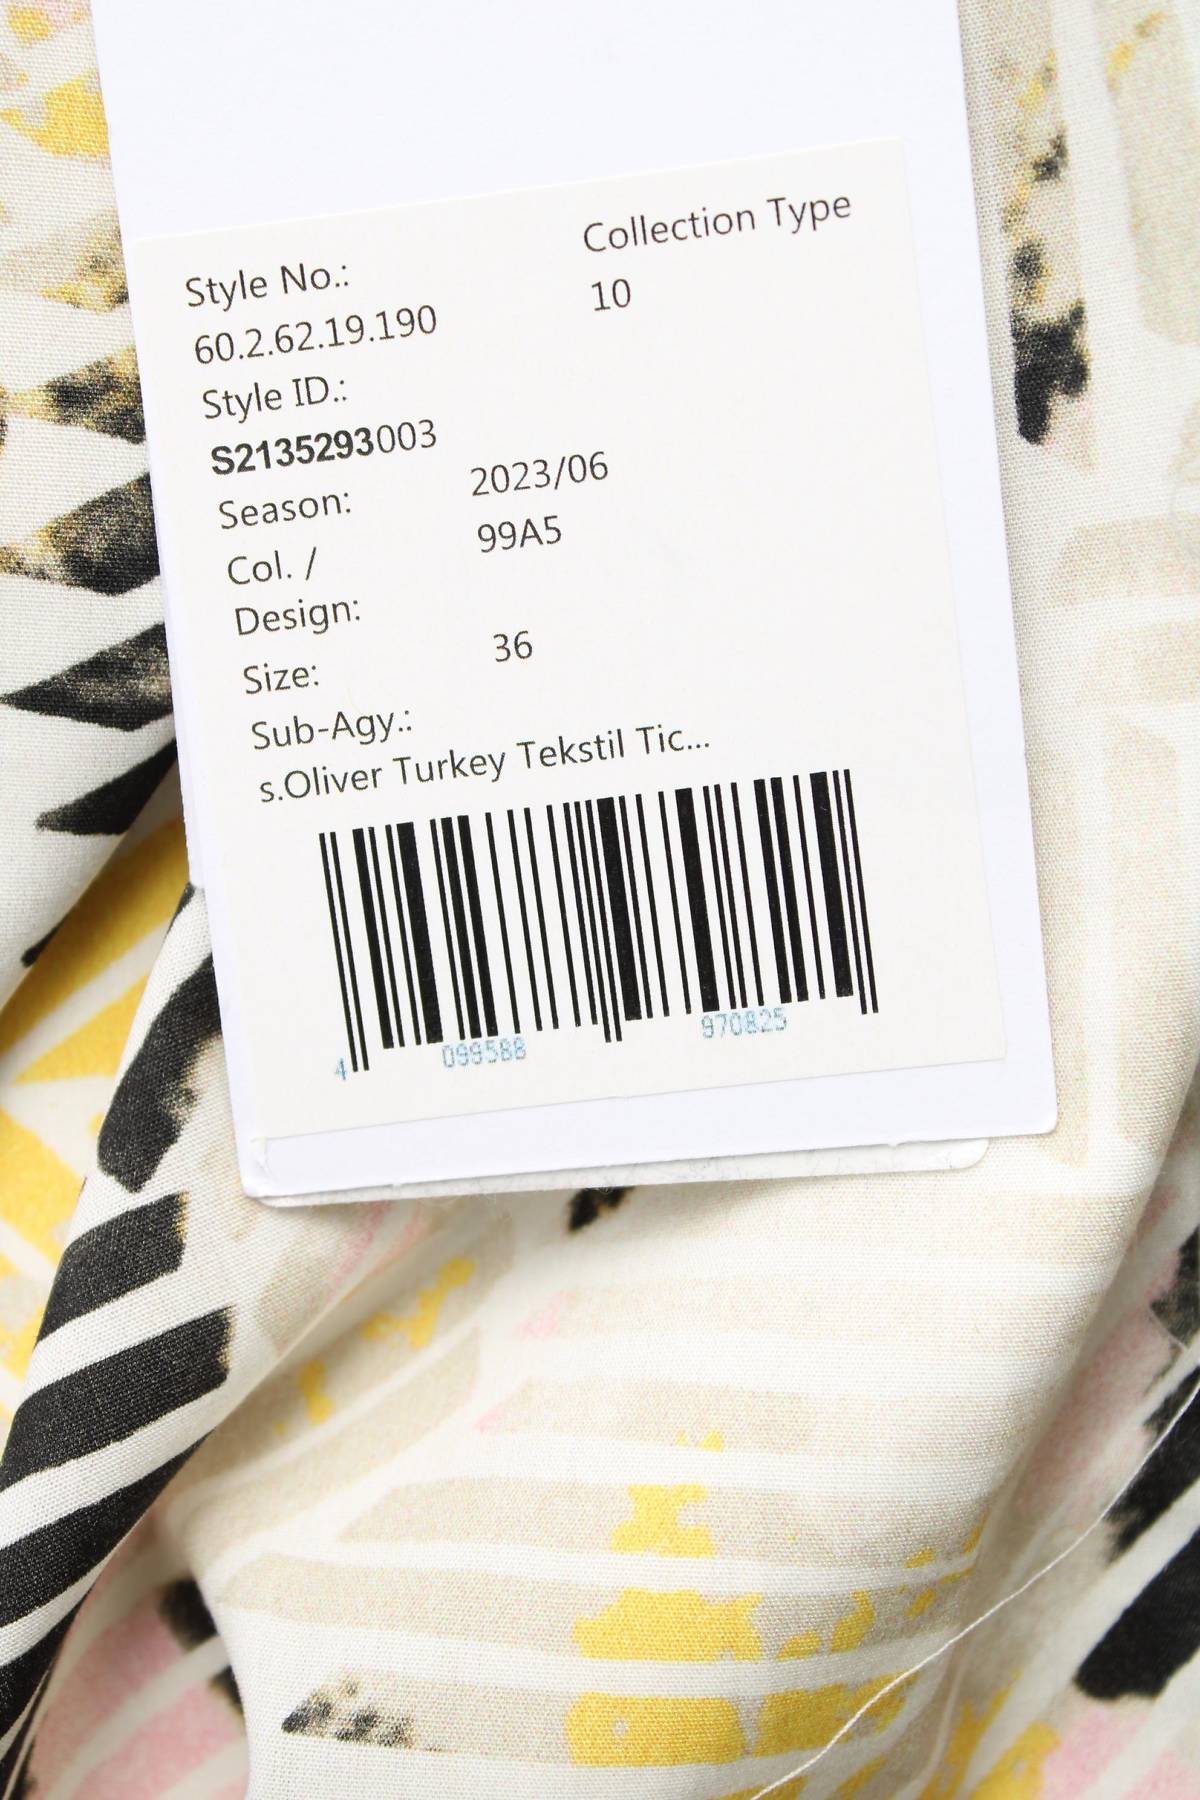 Collection Type
10
Style No.:
60.2.62.19.190
Style ID.:
S2135293003
Season: 2023/06
Col. / 99A5
Design:
Size: 36
Sub-Agy.:
s.Oliver Turkey Tekstil Tic...
4 099588 970825